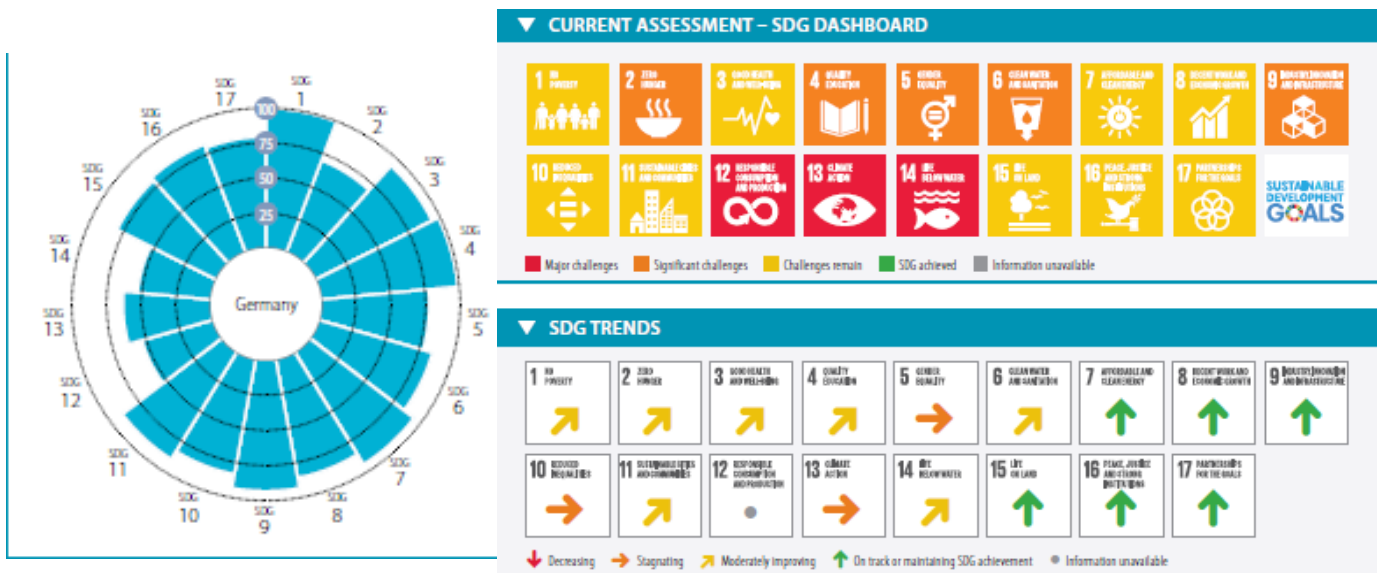 SDG 17
SDG 1
SDG 2
SDG 3
SDG 4
SDG 5
SDG 6
SDG 7
SDG 8
SDG 9
SDG 10
SDG 11
SDG 12
SDG 13
SDG 14
SDG 15
SDG 16
100
75
50
25
Germany
▼ CURRENT ASSESSMENT – SDG DASHBOARD
1 NO POVERTY
2 ZERO HUNGER
3 GOOD HEALTH AND WELL-BEING
4 QUALITY EDUCATION
5 GENDER EQUALITY
6 CLEAN WATER AND SANITATION
7 AFFORDABLE AND CLEAN ENERGY
8 DECENT WORK AND ECONOMIC GROWTH
9 INDUSTRY, INNOVATION AND INFRASTRUCTURE
10 REDUCED INEQUALITIES
11 SUSTAINABLE CITIES AND COMMUNITIES
12 RESPONSIBLE CONSUMPTION AND PRODUCTION
13 CLIMATE ACTION
14 LIFE BELOW WATER
15 LIFE ON LAND
16 PEACE, JUSTICE AND STRONG INSTITUTIONS
17 PARTNERSHIPS FOR THE GOALS
SUSTAINABLE
DEVELOPMENT
GOALS
Major challenges Significant challenges Challenges remain SDG achieved Information unavailable
▼ SDG TRENDS
1 NO POVERTY
2 ZERO HUNGER
3 GOOD HEALTH AND WELL-BEING
4 QUALITY EDUCATION
5 GENDER EQUALITY
6 CLEAN WATER AND SANITATION
7 AFFORDABLE AND CLEAN ENERGY
8 DECENT WORK AND ECONOMIC GROWTH
9 INDUSTRY, INNOVATION AND INFRASTRUCTURE
10 REDUCED INEQUALITIES
11 SUSTAINABLE CITIES AND COMMUNITIES
12 RESPONSIBLE CONSUMPTION AND PRODUCTION
13 CLIMATE ACTION
14 LIFE BELOW WATER
15 LIFE ON LAND
16 PEACE, JUSTICE AND STRONG INSTITUTIONS
17 PARTNERSHIPS FOR THE GOALS
Decreasing Stagnating Moderately improving On track or maintaining SDG achievement Information unavailable